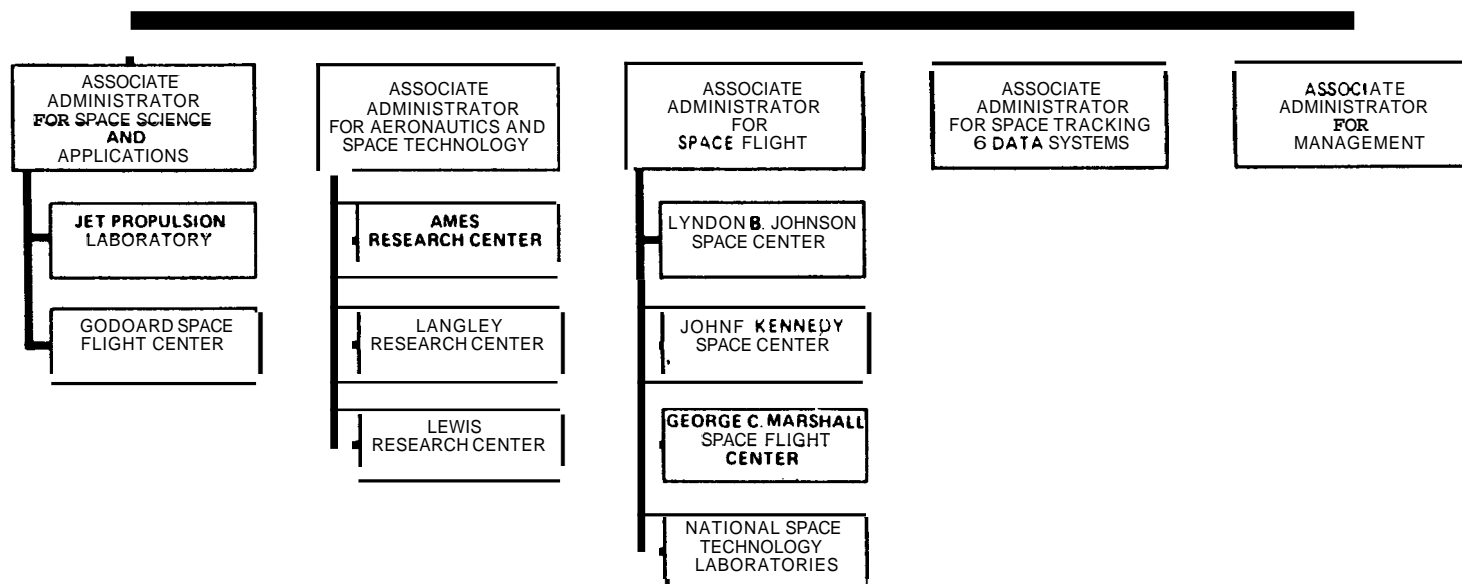 ASSOCIATE
ADMINISTRATOR
FOR SPACE SCIENCE
AND
APPLICATIONS
JET PROPULSION
LABORATORY
GODOARD SPACE
FLIGHT CENTER
ASSOCIATE
ADMINISTRATOR
FOR AERONAUTICS AND
SPACE TECHNOLOGY
AMES
RESEARCH CENTER
LANGLEY
RESEARCH CENTER
LEWIS
RESEARCH CENTER
ASSOCIATE
ADMINISTRATOR
FOR
SPACE FLIGHT
LYNDON B. JOHNSON
SPACE CENTER
JOHNF KENNEDY
SPACE CENTER
GEORGE C. MARSHALL
SPACE FLIGHT
CENTER
NATIONAL SPACE
TECHNOLOGY
LABORATORIES
ASSOCIATE
ADMINISTRATOR
FOR SPACE TRACKING
6 DATA SYSTEMS
ASSOCIATE
ADMINISTRATOR
FOR
MANAGEMENT